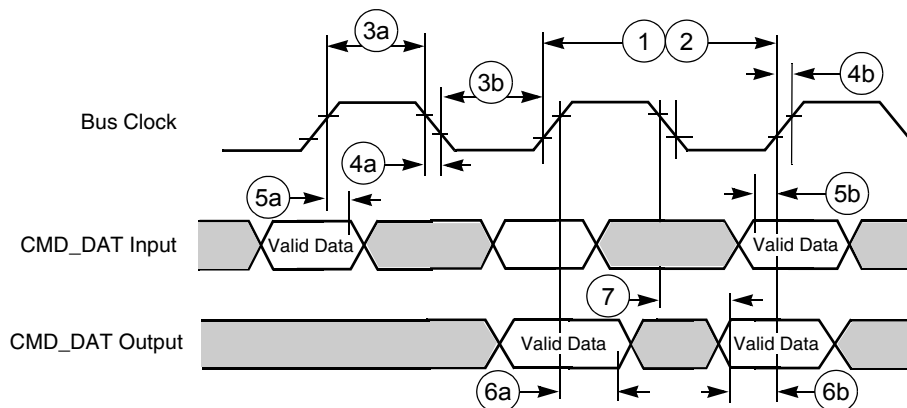 3a
1 2
3b
4b
Bus Clock
4a
5a
5b
CMD_DAT Input
Valid Data
Valid Data
7
CMD_DAT Output
Valid Data
Valid Data
6a
6b